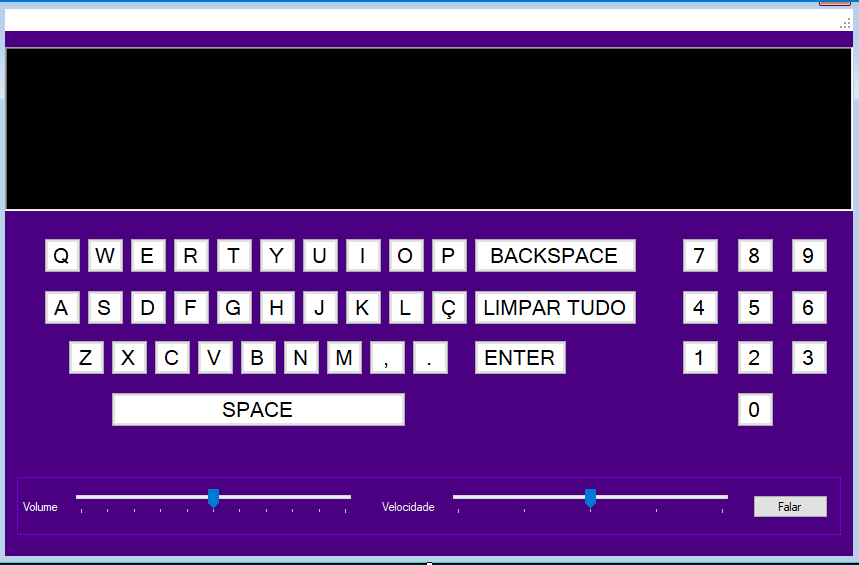 Q W E R T Y U I O P BACKSPACE 7 8 9
A S D F G H J K L Ç LIMPAR TUDO 4 5 6
Z X C V B N M , . ENTER 1 2 3
SPACE 0
Volume Velocidade Falar